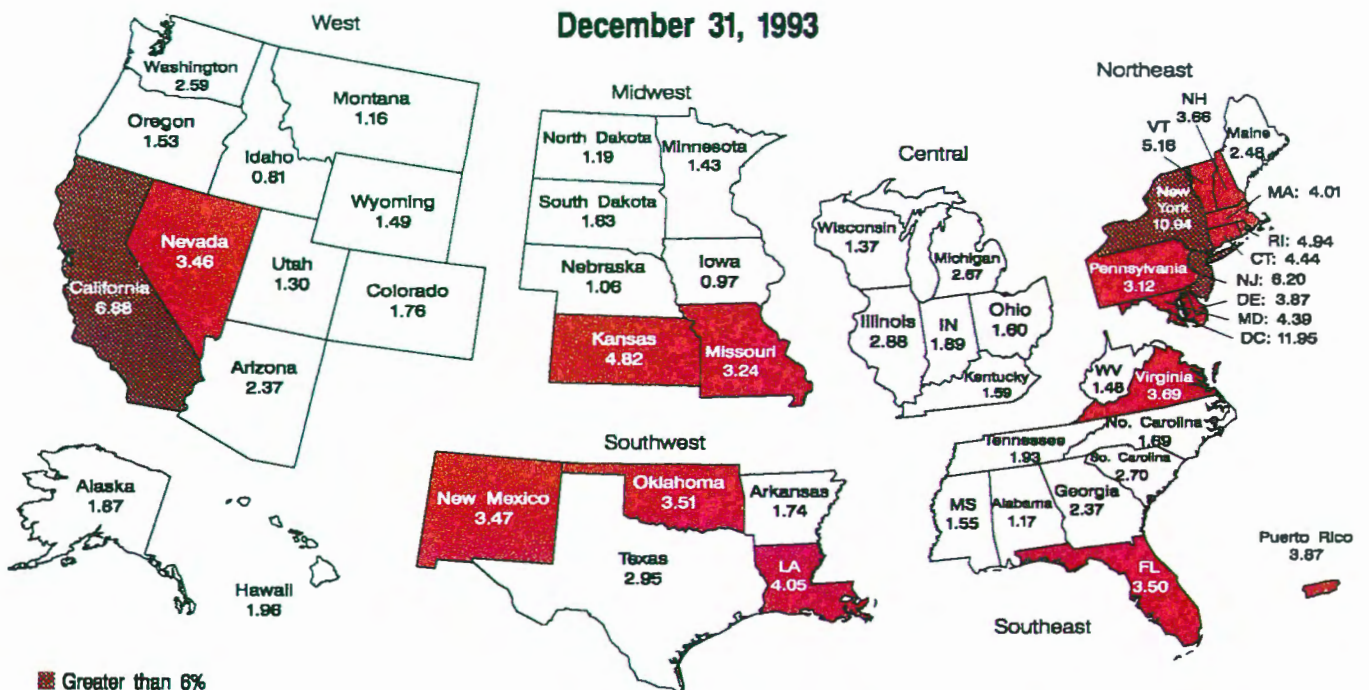 December 31, 1993
West
Washington
2.59
Oregon
1.53
Idaho
0.81
Montana
1.16
Wyoming
1.49
Nevada
3.46
California
6.88
Utah
1.30
Colorado
1.76
Arizona
2.37
Alaska
1.87
Hawaii
1.96
Midwest
North Dakota
1.19
Minnesota
1.43
South Dakota
1.63
Nebraska
1.06
Iowa
0.97
Kansas
4.82
Missouri
3.24
Central
Wisconsin
1.37
Michigan
2.67
Illinois
2.88
IN
1.89
Ohio
1.60
Kentucky
1.59
Northeast
NH
3.66
VT
5.16
Maine
2.48
New
York
10.94
MA: 4.01
RI: 4.94
CT: 4.44
Pennsylvania
3.12
NJ: 6.20
DE: 3.87
MD: 4.39
DC: 11.95
Southwest
New Mexico
3.47
Oklahoma
3.51
Arkansas
1.74
Texas
2.95
LA
4.05
WV
1.48
Virginia
3.69
No. Carolina
1.69
Tennessee
1.93
So. Carolina
2.70
MS
1.55
Alabama
1.17
Georgia
2.37
FL
3.50
Southeast
Puerto Rico
3.87
Greater than 6%